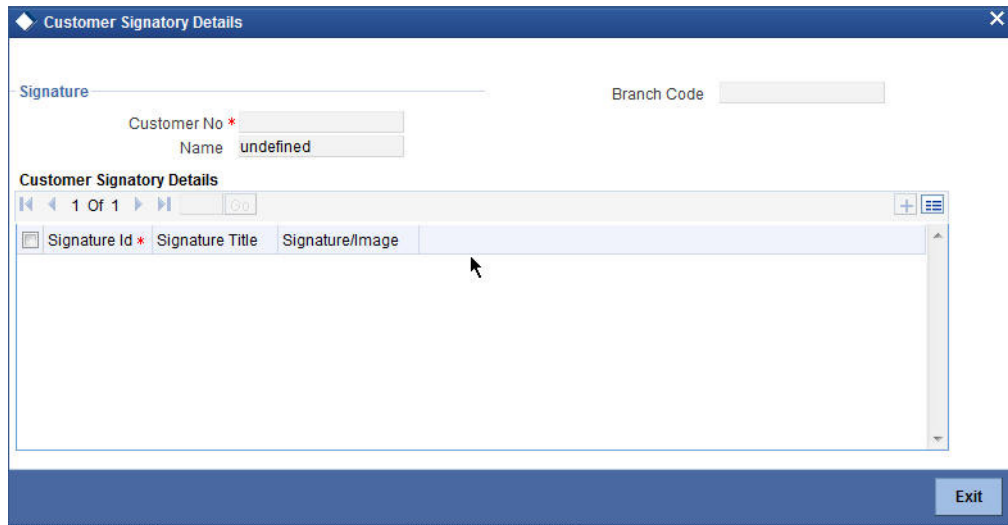 Customer Signatory Details
Signature
Branch Code
Customer No *
Name undefined
Customer Signatory Details
1 Of 1 Go
Signature Id * Signature Title Signature/Image
Exit